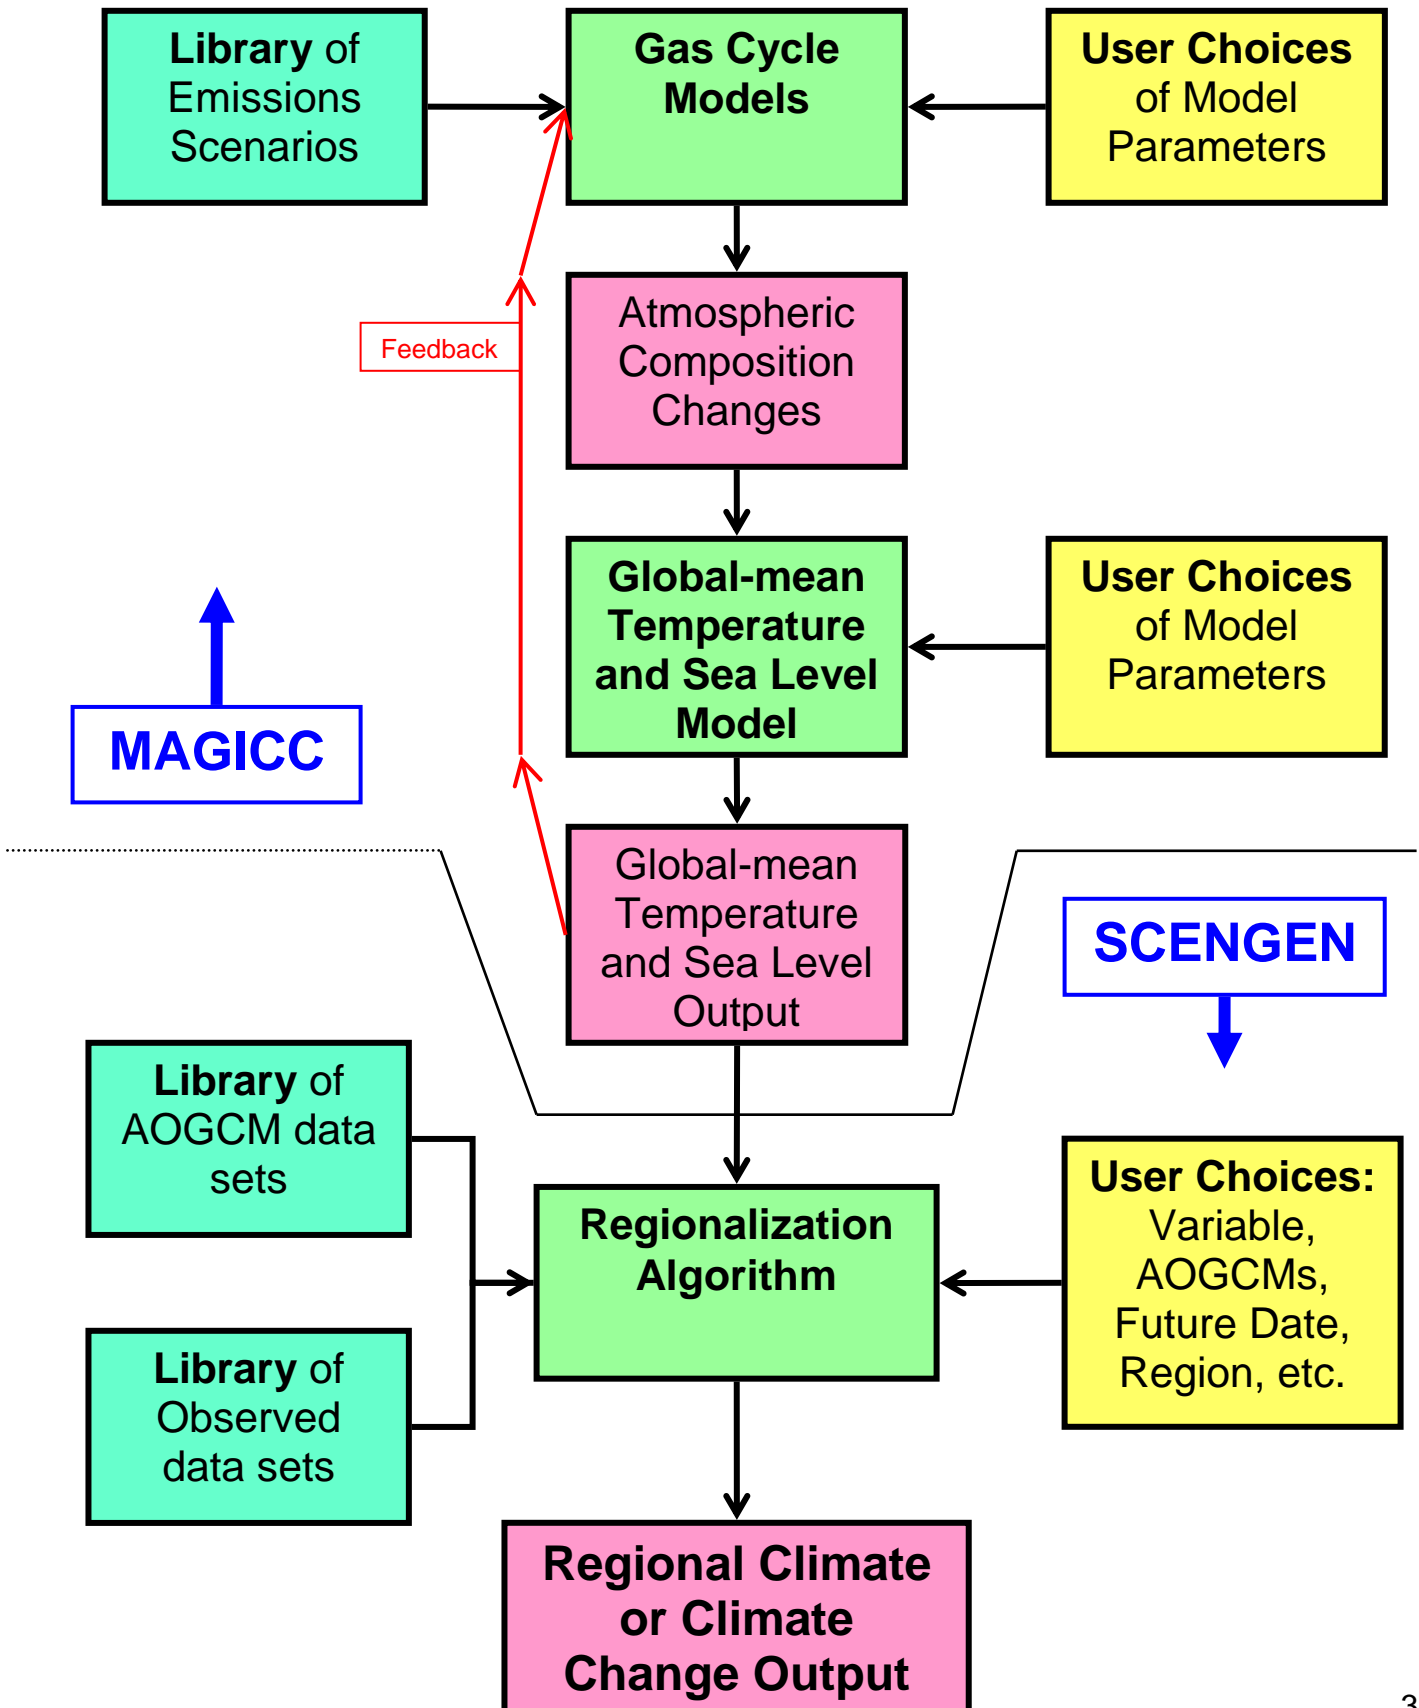 Library of
Emissions
Scenarios
Gas Cycle
Models
User Choices
of Model
Parameters
Feedback
Atmospheric
Composition
Changes
Global-mean
Temperature
and Sea Level
Model
User Choices
of Model
Parameters
MAGICC
Global-mean
Temperature
and Sea Level
Output
SCENGEN
Library of
AOGCM data
sets
Regionalization
Algorithm
User Choices:
Variable,
AOGCMs,
Future Date,
Region, etc.
Library of
Observed
data sets
Regional Climate
or Climate
Change Output
3